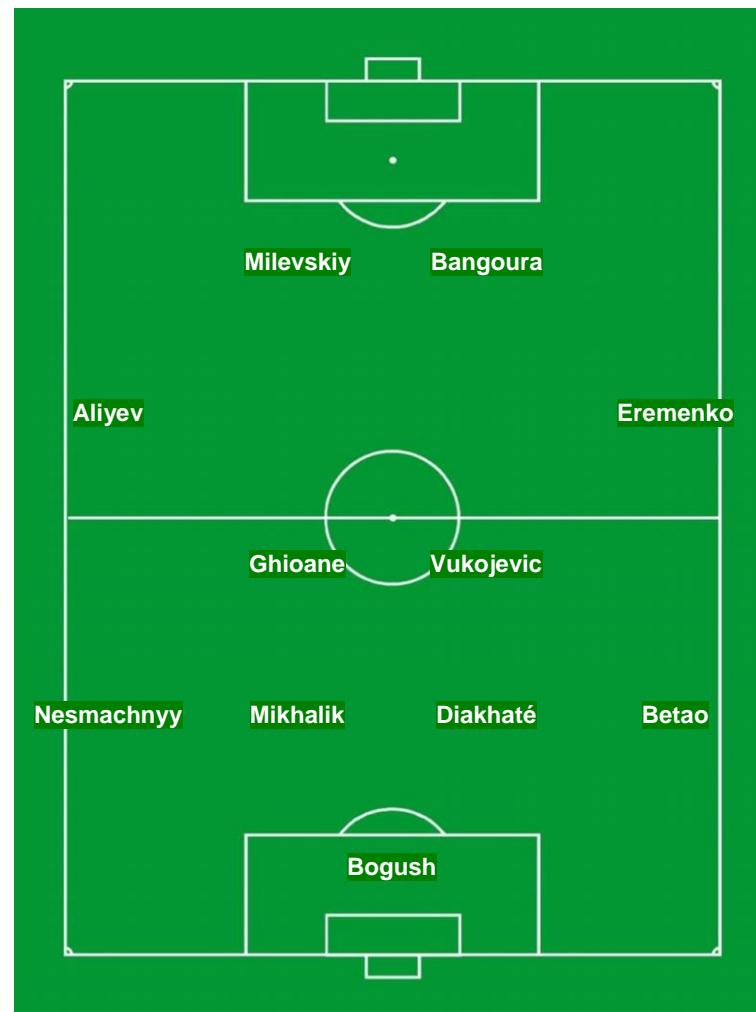 Milevskiy Bangoura
Aliyev Eremenko
Ghioane Vukojevic
Nesmachnyy Mikhalik Diakhaté Betao
Bogush